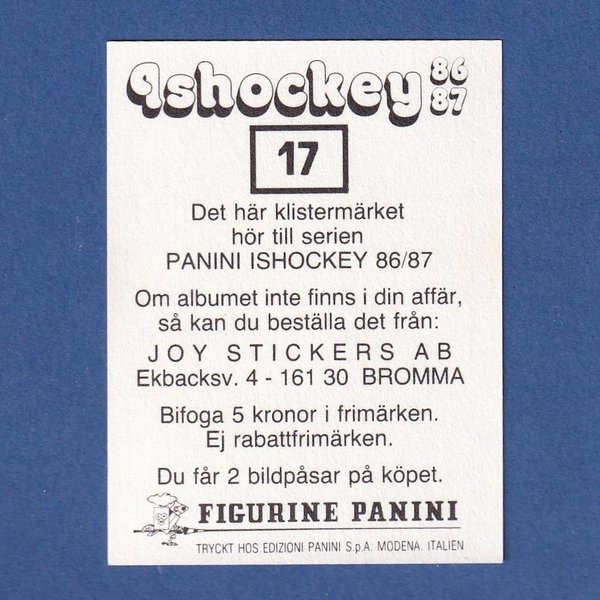 Ishockey 86
87
17
Det här klistermärket
hör till serien
PANINI ISHOCKEY 86/87
Om albumet inte finns i din affär,
så kan du beställa det från:
JOY STICKERS AB
Ekbacksv. 4 - 161 30 BROMMA
Bifoga 5 kronor i frimärken.
Ej rabattfrimärken.
Du får 2 bildpåsar på köpet.
FIGURINE PANINI
TRYCKT HOS EDIZIONI PANINI S.p.A. MODENA. ITALIEN